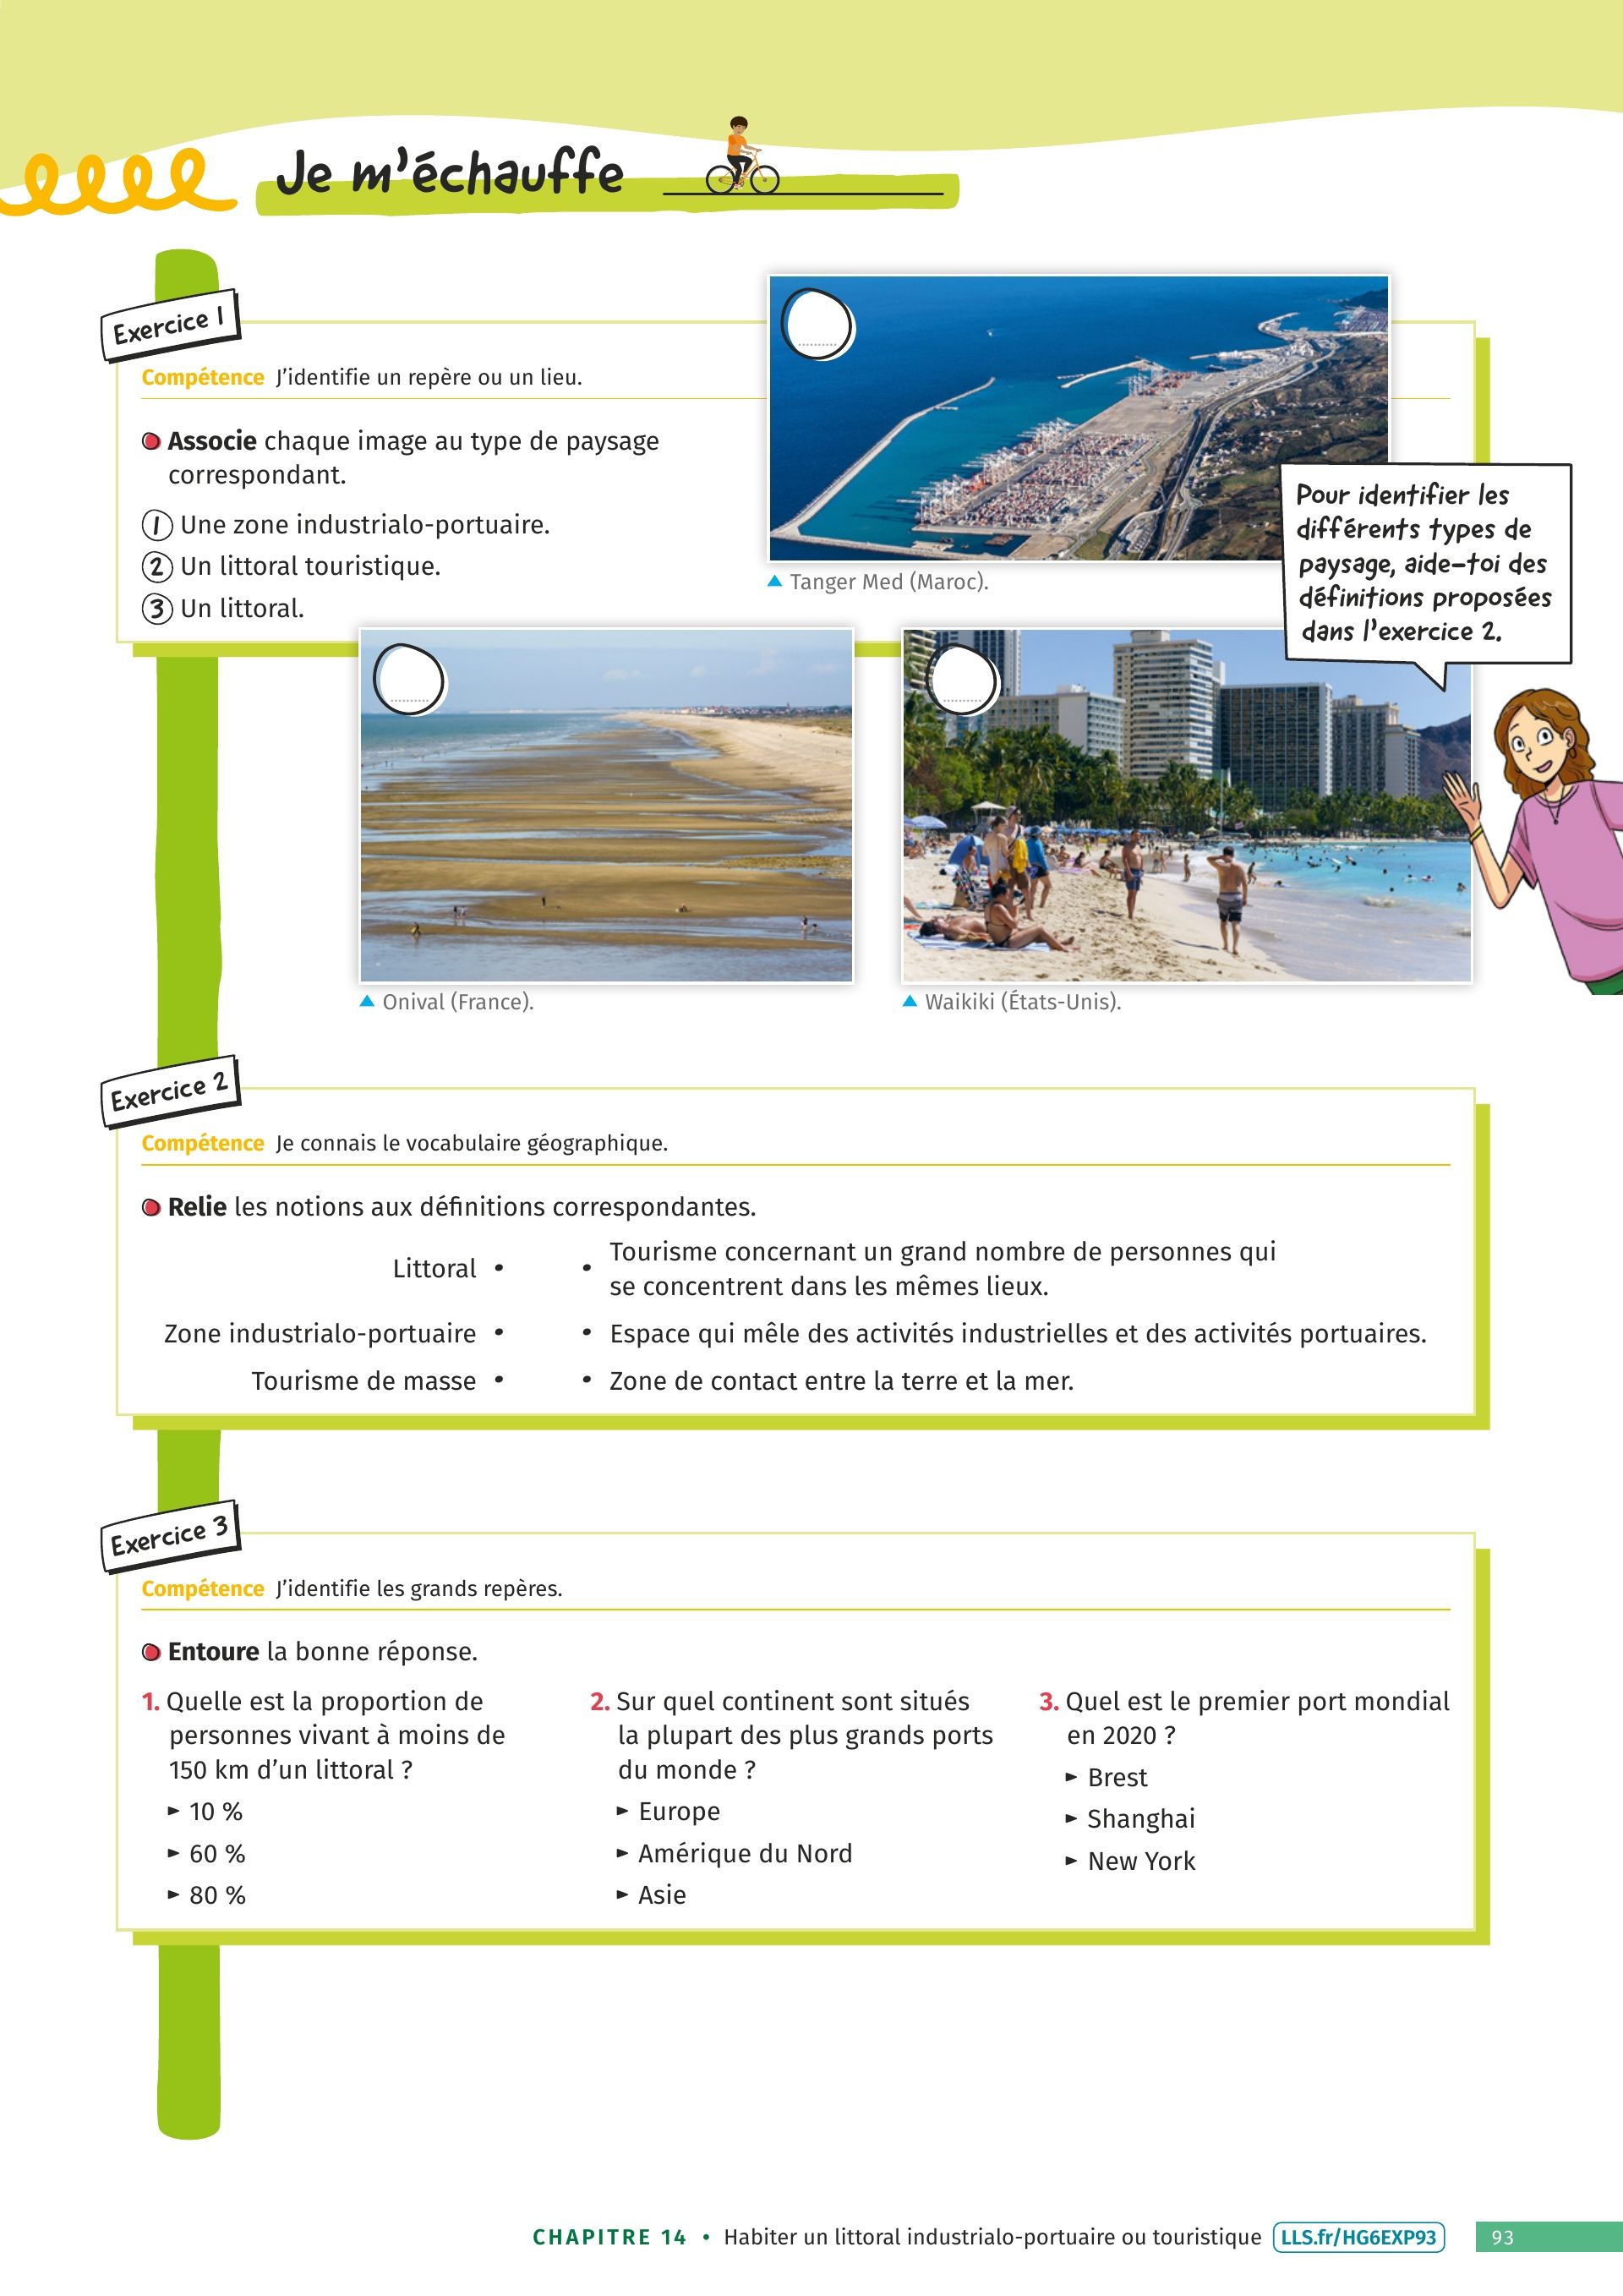 Je m'échauffe
Exercice 1
Compétence J'identifie un repère ou un lieu.
Associe chaque image au type de paysage
correspondant.
1 Une zone industrialo-portuaire.
2 Un littoral touristique.
3 Un littoral.
..........
▲ Tanger Med (Maroc).
Pour identifier les
différents types de
paysage, aide-toi des
définitions proposées
dans l'exercice 2.
..........
▲ Onival (France).
..........
▲ Waikiki (États-Unis).
Exercice 2
Compétence Je connais le vocabulaire géographique.
Relie les notions aux définitions correspondantes.
Littoral •
• Tourisme concernant un grand nombre de personnes qui
se concentrent dans les mêmes lieux.
Zone industrialo-portuaire •
• Espace qui mêle des activités industrielles et des activités portuaires.
Tourisme de masse •
• Zone de contact entre la terre et la mer.
Exercice 3
Compétence J'identifie les grands repères.
Entoure la bonne réponse.
1. Quelle est la proportion de
personnes vivant à moins de
150 km d'un littoral ?
► 10 %
► 60 %
► 80 %
2. Sur quel continent sont situés
la plupart des plus grands ports
du monde ?
► Europe
► Amérique du Nord
► Asie
3. Quel est le premier port mondial
en 2020 ?
► Brest
► Shanghai
► New York
CHAPITRE 14 • Habiter un littoral industrialo-portuaire ou touristique LLS.fr/HG6EXP93 93